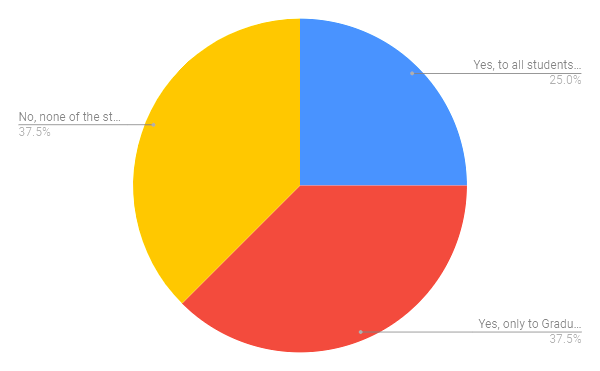 Yes, to all students...
25.0%
No, none of the st...
37.5%
Yes, only to Gradu...
37.5%